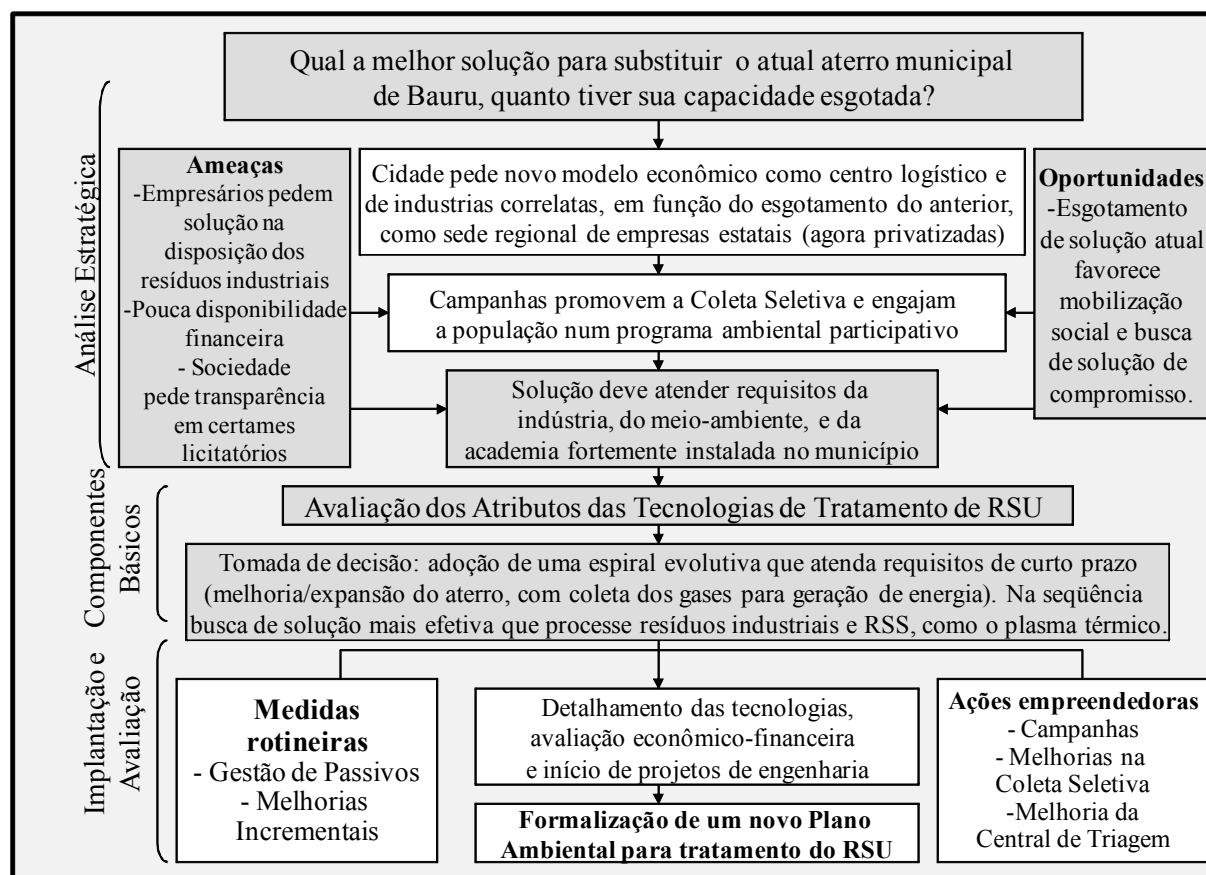 Qual a melhor solução para substituir o atual aterro municipal
de Bauru, quanto tiver sua capacidade esgotada?
Análise Estratégica
Ameaças
-Empresários pedem
solução na
disposição dos
resíduos industriais
-Pouca disponibilidade
financeira
- Sociedade
pede transparência
em certames
licitatórios
Cidade pede novo modelo econômico como centro logístico e
de industrias correlatas, em função do esgotamento do anterior,
como sede regional de empresas estatais (agora privatizadas)
Campanhas promovem a Coleta Seletiva e engajam
a população num programa ambiental participativo
Solução deve atender requisitos da
indústria, do meio-ambiente, e da
academia fortemente instalada no município
Oportunidades
-Esgotamento
de solução atual
favorece
mobilização
social e busca
de solução de
compromisso.
Componentes
Básicos
Avaliação dos Atributos das Tecnologias de Tratamento de RSU
Tomada de decisão: adoção de uma espiral evolutiva que atenda requisitos de curto prazo
(melhoria/expansão do aterro, com coleta dos gases para geração de energia). Na seqüência
busca de solução mais efetiva que processe resíduos industriais e RSS, como o plasma térmico.
Implantação e
Avaliação
Medidas
rotineiras
- Gestão de Passivos
- Melhorias
Incrementais
Detalhamento das tecnologias,
avaliação econômico-financeira
e início de projetos de engenharia
Formalização de um novo Plano
Ambiental para tratamento do RSU
Ações empreendedoras
- Campanhas
- Melhorias na
Coleta Seletiva
-Melhoria da
Central de Triagem